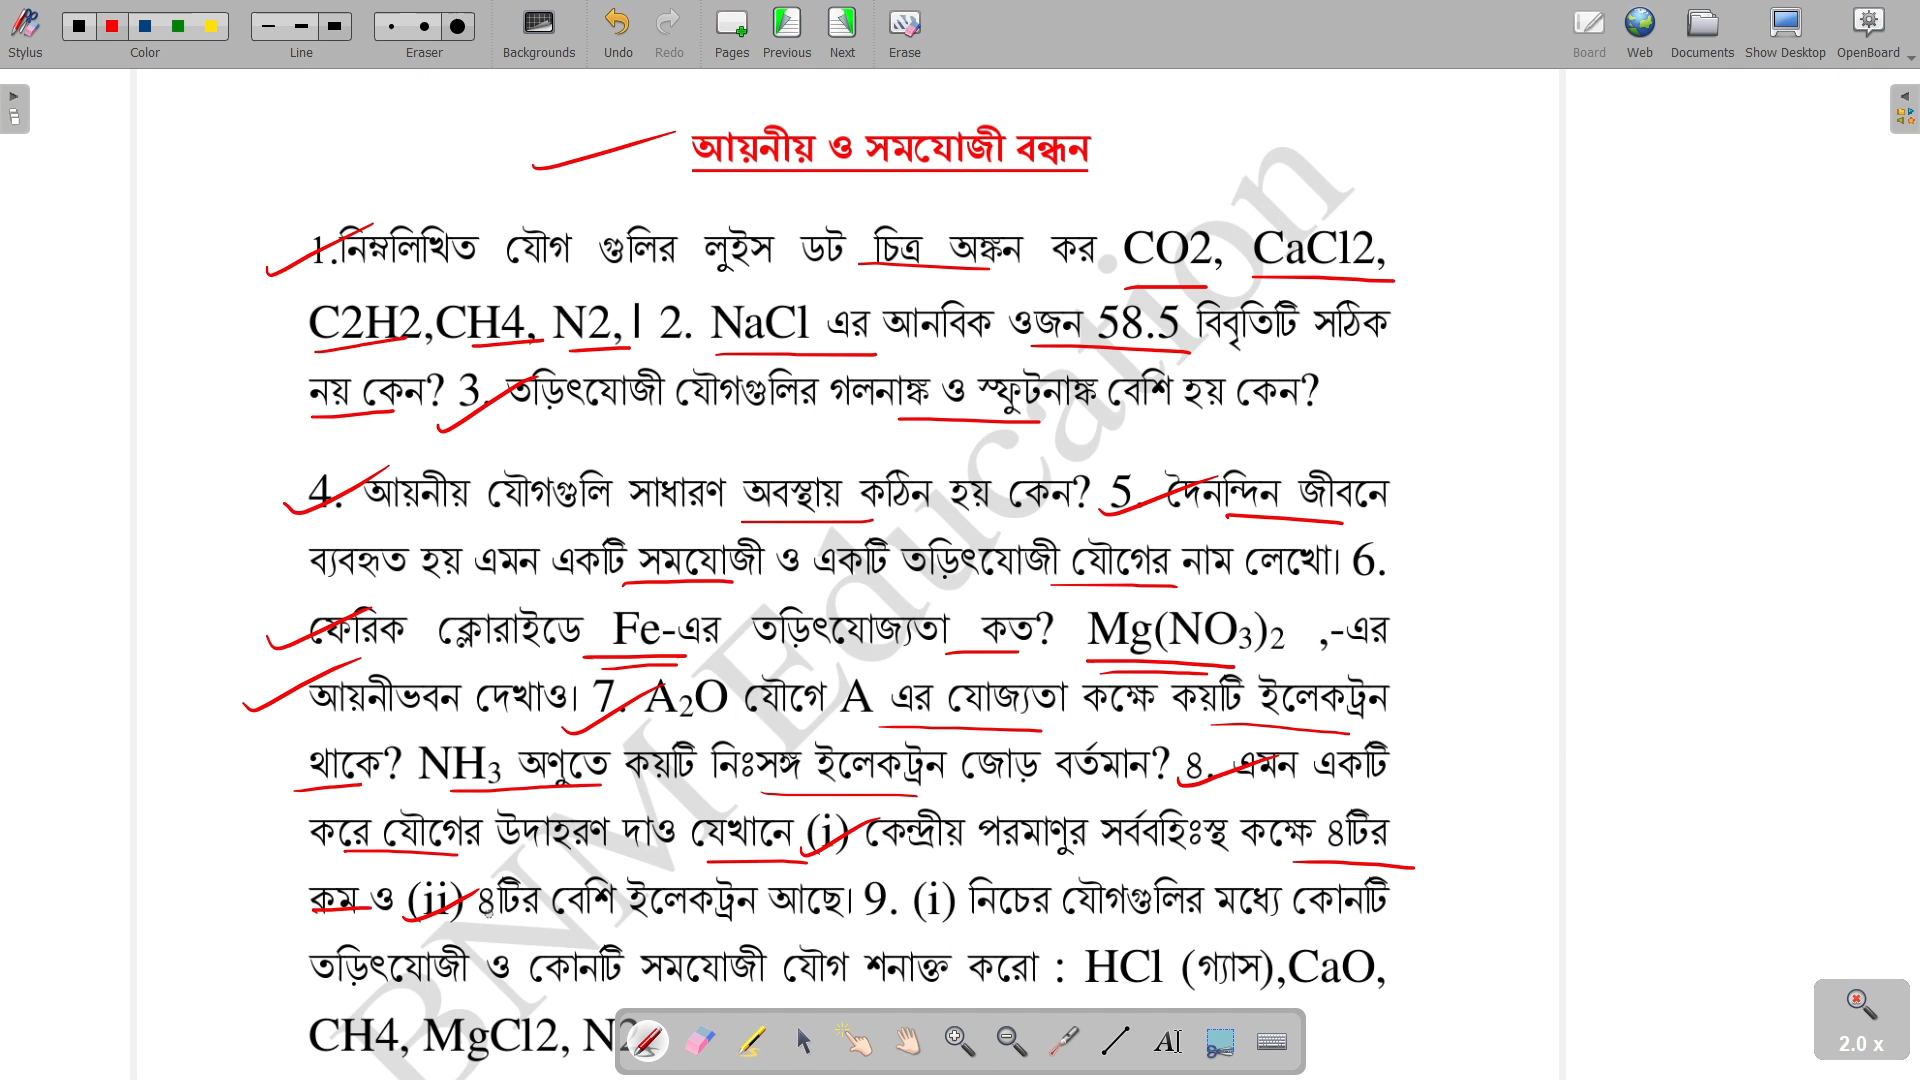 Stylus
Color
Line
Eraser
Backgrounds
Undo
Redo
Pages
Previous
Next
Erase
Board
Web
Documents
Show Desktop
OpenBoard
আয়নীয় ও সমযোজী বন্ধন
1.নিম্নলিখিত যৌগ গুলির লুইস ডট চিত্র অঙ্কন কর CO2, CaCl2,
C2H2,CH4, N2,। 2. NaCl এর আনবিক ওজন 58.5 বিবৃতিটি সঠিক
নয় কেন? 3. তড়িৎযোজী যৌগগুলির গলনাঙ্ক ও স্ফুটনাঙ্ক বেশি হয় কেন?
4. আয়নীয় যৌগগুলি সাধারণ অবস্থায় কঠিন হয় কেন? 5. দৈনন্দিন জীবনে
ব্যবহৃত হয় এমন একটি সমযোজী ও একটি তড়িৎযোজী যৌগের নাম লেখো। 6.
ফেরিক ক্লোরাইডে Fe-এর তড়িৎযোজ্যতা কত? Mg(NO₃)₂ ,-এর
আয়নীভবন দেখাও। 7. A₂O যৌগে A এর যোজ্যতা কক্ষে কয়টি ইলেকট্রন
থাকে? NH₃ অণুতে কয়টি নিঃসঙ্গ ইলেকট্রন জোড় বর্তমান? ৪. এমন একটি
করে যৌগের উদাহরণ দাও যেখানে (i) কেন্দ্রীয় পরমাণুর সর্ববহিঃস্থ কক্ষে ৪টির
কম ও (ii) ৪টির বেশি ইলেকট্রন আছে। 9. (i) নিচের যৌগগুলির মধ্যে কোনটি
তড়িৎযোজী ও কোনটি সমযোজী যৌগ শনাক্ত করো : HCl (গ্যাস),CaO,
CH4, MgCl2, N2
BNM Education
2.0 x